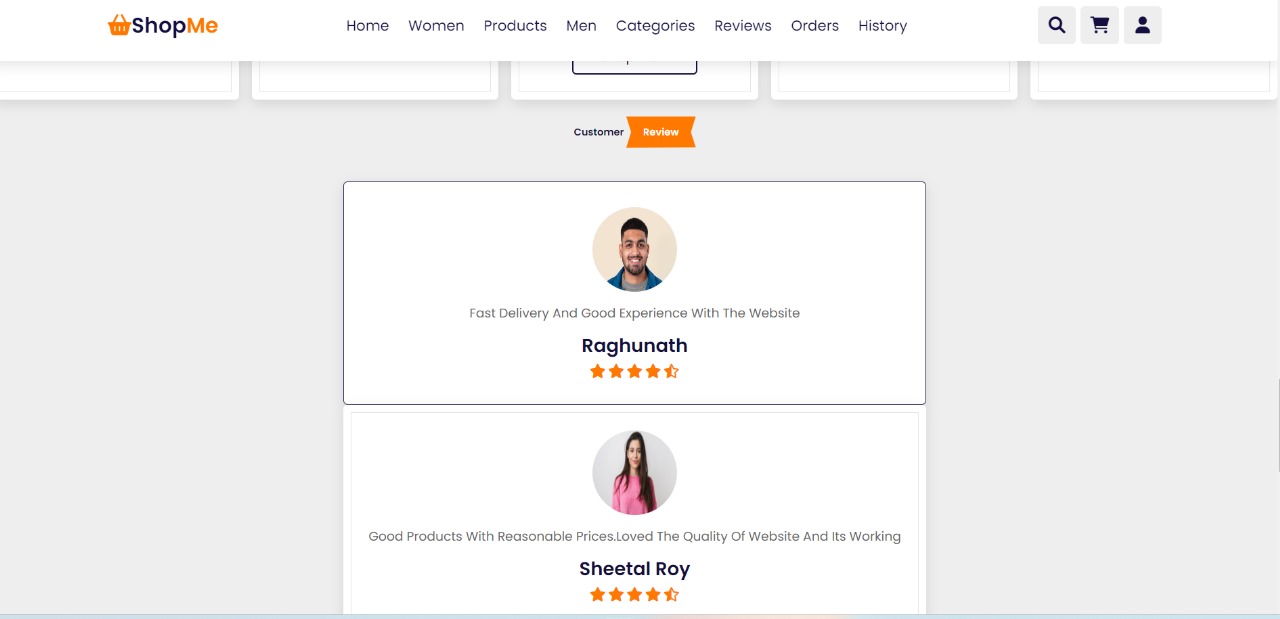 ShopMe
Home Women Products Men Categories Reviews Orders History
Customer Review
Fast Delivery And Good Experience With The Website
Raghunath
Good Products With Reasonable Prices.Loved The Quality Of Website And Its Working
Sheetal Roy